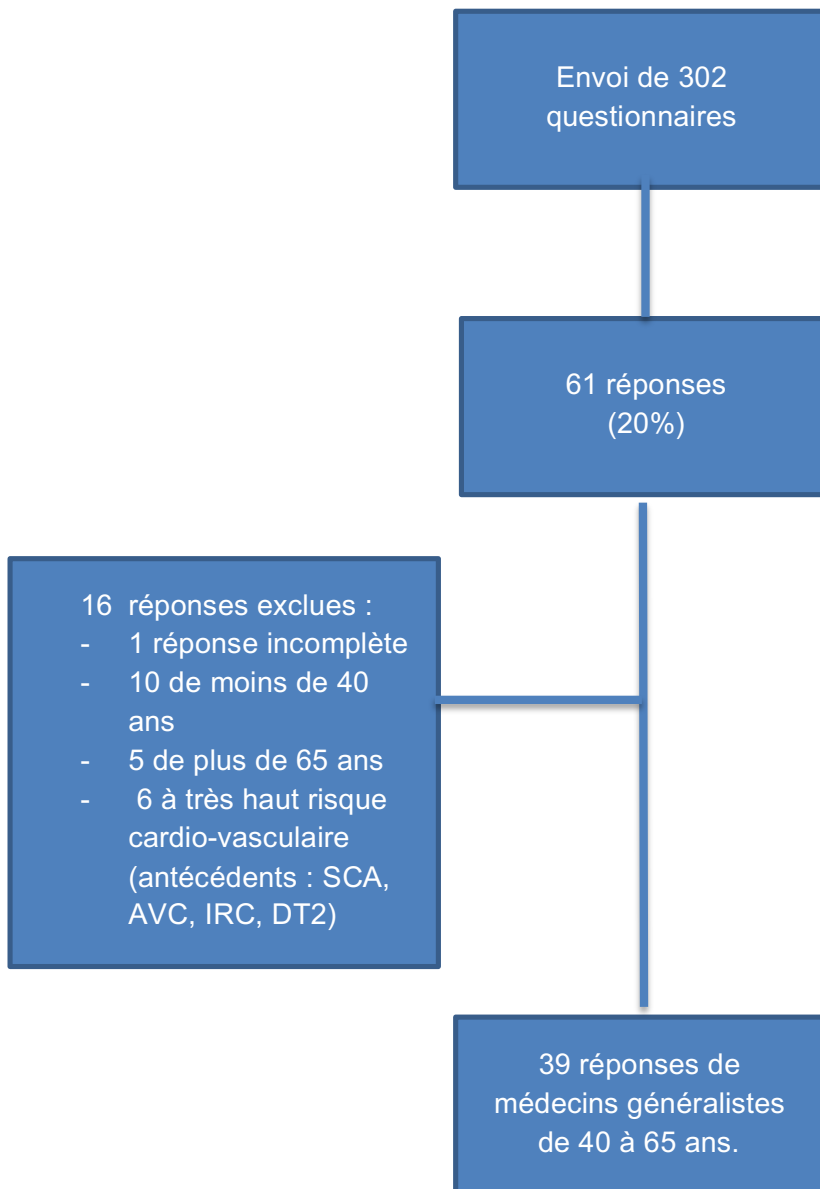 Envoi de 302
questionnaires
61 réponses
(20%)
16 réponses exclues :
- 1 réponse incomplète
- 10 de moins de 40
ans
- 5 de plus de 65 ans
- 6 à très haut risque
cardio-vasculaire
(antécédents : SCA,
AVC, IRC, DT2)
39 réponses de
médecins généralistes
de 40 à 65 ans.